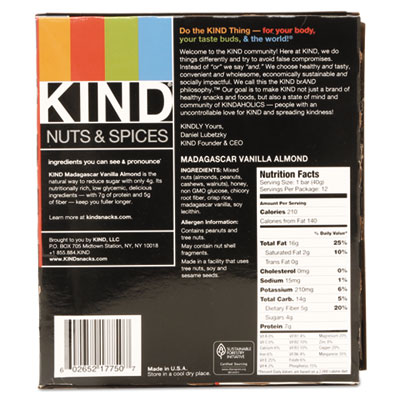 Do the KIND Thing — for your body,
your taste buds, & the world!®
Welcome to the KIND community! Here at KIND, we do
things differently and try to avoid false compromises.
Instead of "or" we say "and." We choose healthy and tasty,
convenient and wholesome, economically sustainable and
socially impactful. We call this the KIND brAND
philosophy.™ Our goal is to make KIND not just a brand of
healthy snacks and foods, but also a state of mind and
community of KINDAHOLICS — people with an
uncontrollable love for KIND and spreading kindness!
KINDLY Yours,
Daniel Lubetzky
KIND Founder & CEO
KIND
NUTS & SPICES
ingredients you can see & pronounce®
KIND Madagascar Vanilla Almond is the
natural way to reduce sugar with only 4g. Its
nutritionally rich, low glycemic, delicious
ingredients — with 7g of protein and 5g
of fiber — keep you fuller longer.
Learn more at kindsnacks.com.
Brought to you by KIND, LLC
P.O. BOX 705 Midtown Station, NY, NY 10018
+1 855.884.KIND
www.KINDsnacks.com
MADAGASCAR VANILLA ALMOND
INGREDIENTS: Mixed
nuts (almonds, peanuts,
cashews, walnuts), honey,
non GMO glucose, chicory
root fiber, crisp rice,
madagascar vanilla, soy
lecithin.
Allergen Information:
Contains peanuts and
tree nuts.
May contain nut shell
fragments.
Made in a facility that uses
tree nuts, soy and
sesame seeds.
Nutrition Facts
Serving Size: 1 bar (40g)
Servings Per Package: 12
Amount Per Serving
Calories 210
Calories from Fat 140
% Daily Value*
Total Fat 16g 25%
Saturated Fat 2g 10%
Trans Fat 0g
Cholesterol 0mg 0%
Sodium 15mg 1%
Potassium 210mg 6%
Total Carb. 14g 5%
Dietary Fiber 5g 20%
Sugars 4g
Protein 7g
6 02652 17750 7
Made in U.S.A.
Store in a cool dry place.
SUSTAINABLE
FORESTRY
INITIATIVE
Certified Sourcing